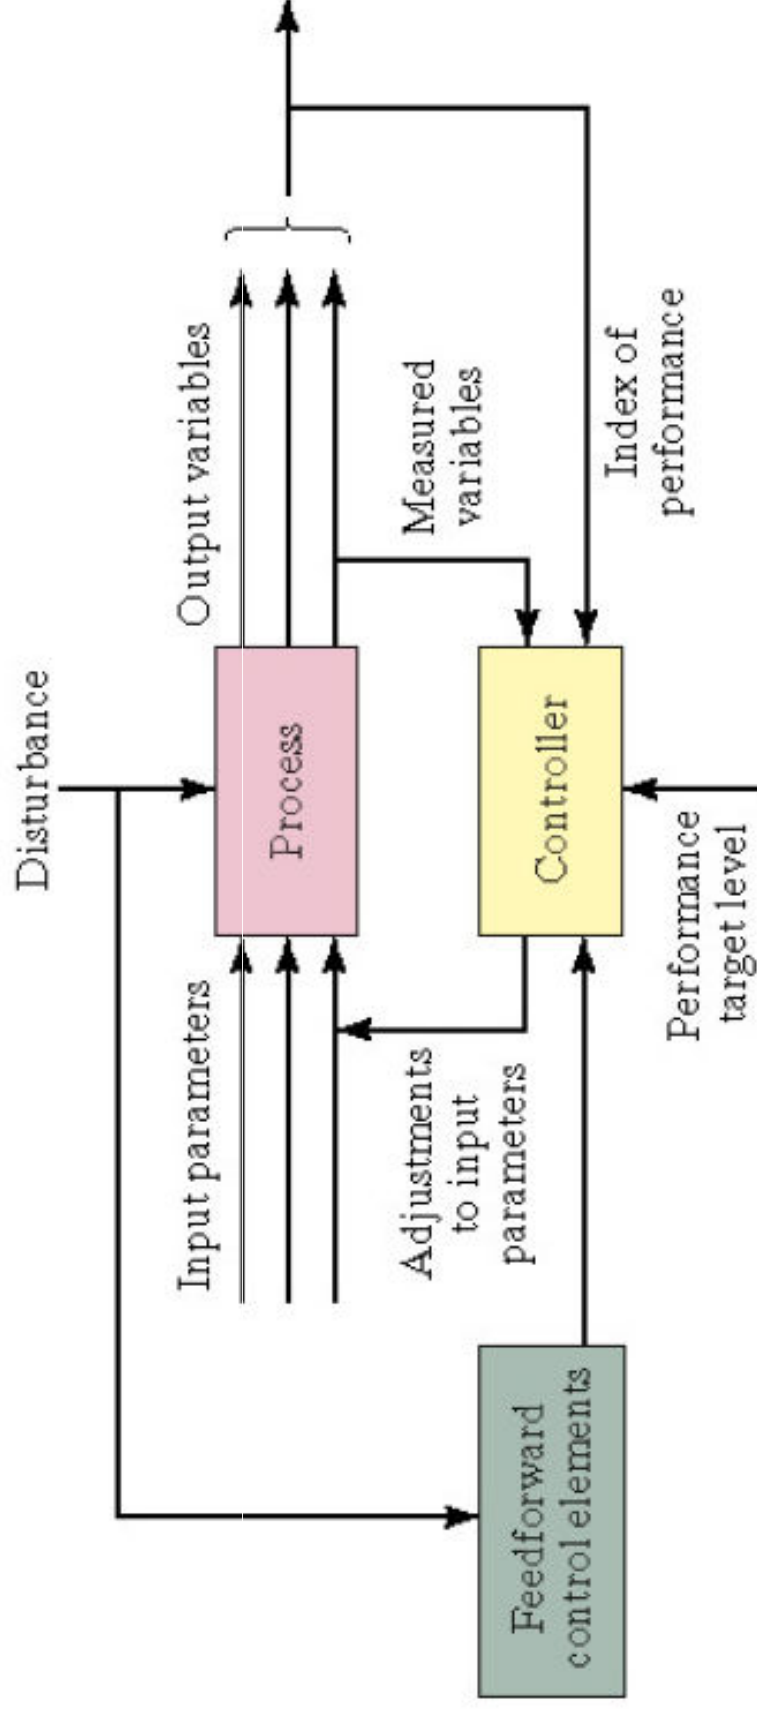 Disturbance
Input parameters
Output variables
Process
Adjustments
to input
parameters
Measured
variables
Feedforward
control elements
Controller
Index of
performance
Performance
target level